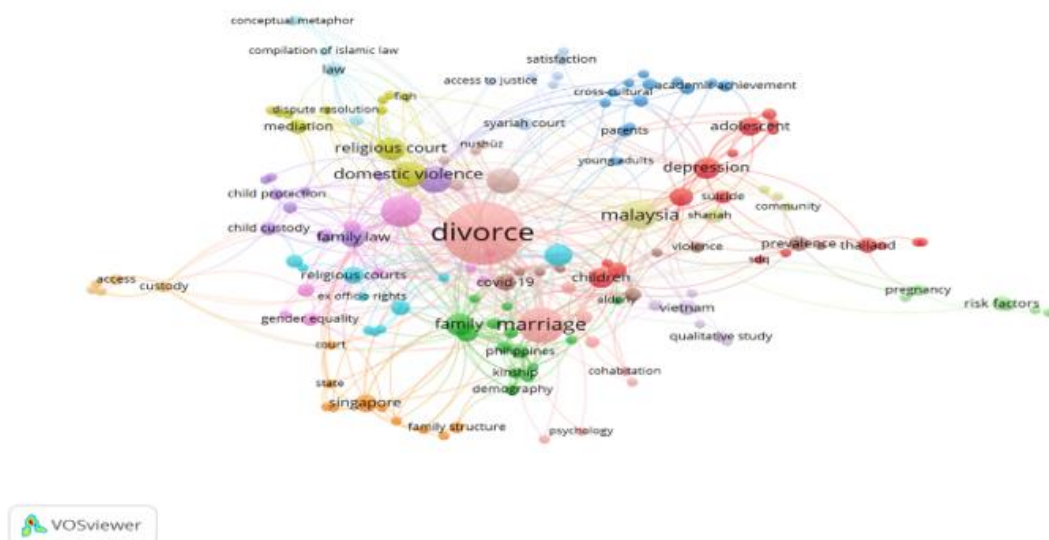 conceptual metaphor
compilation of islamic law
law
satisfaction
access to justice
cross-cultural
academic achievement
fiqh
dispute resolution
mediation
syariah court
parents
adolescent
religious court
nushūz
young adults
depression
domestic violence
child protection
suicide
malaysia
shariah
community
child custody
family law
divorce
violence
prevalence
thailand
sdq
religious courts
covid-19
children
access
custody
ex officio rights
elderly
vietnam
pregnancy
risk factors
gender equality
family
marriage
qualitative study
court
philippines
state
kinship
cohabitation
demography
singapore
family structure
psychology
VOSviewer